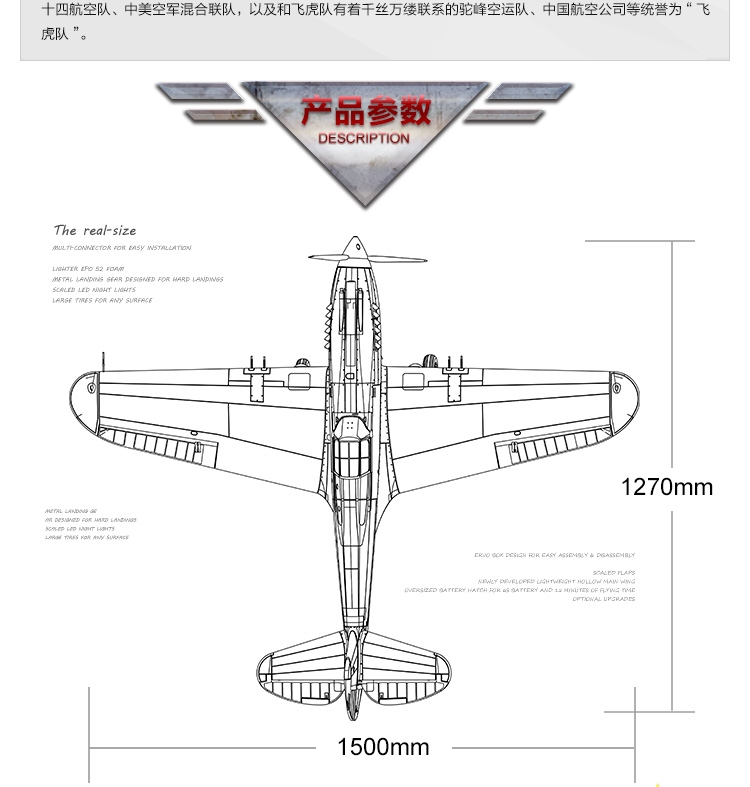 十四航空队、中美空军混合联队，以及和飞虎队有着千丝万缕联系的驼峰空运队、中国航空公司等统誉为“ 飞
虎队 ”。
产品参数
DESCRIPTION
The real-size
MULTI-CONNECTOR FOR EASY INSTALLATION
LIGHTER EPO 52 FOAM
METAL LANDING GEAR DESIGNED FOR HARD LANDINGS
SCALED LED NIGHT LIGHTS
LARGE TIRES FOR ANY SURFACE
1270mm
METAL LANDING GE
AR DESIGNED FOR HARD LANDINGS
SCALED LED NIGHT LIGHTS
LARGE TIRES FOR ANY SURFACE
BOX DESIGN FOR EASY ASSEMBLY & DISASSEMBLY
SCALED FLAPS
NEWLY DEVELOPED LIGHTWEIGHT HOLLOW MAIN WING
OVERSIZED BATTERY HATCH FOR 6S BATTERY AND 12 MINUTES OF FLYING TIME
OPTIONAL UPGRADES
1500mm